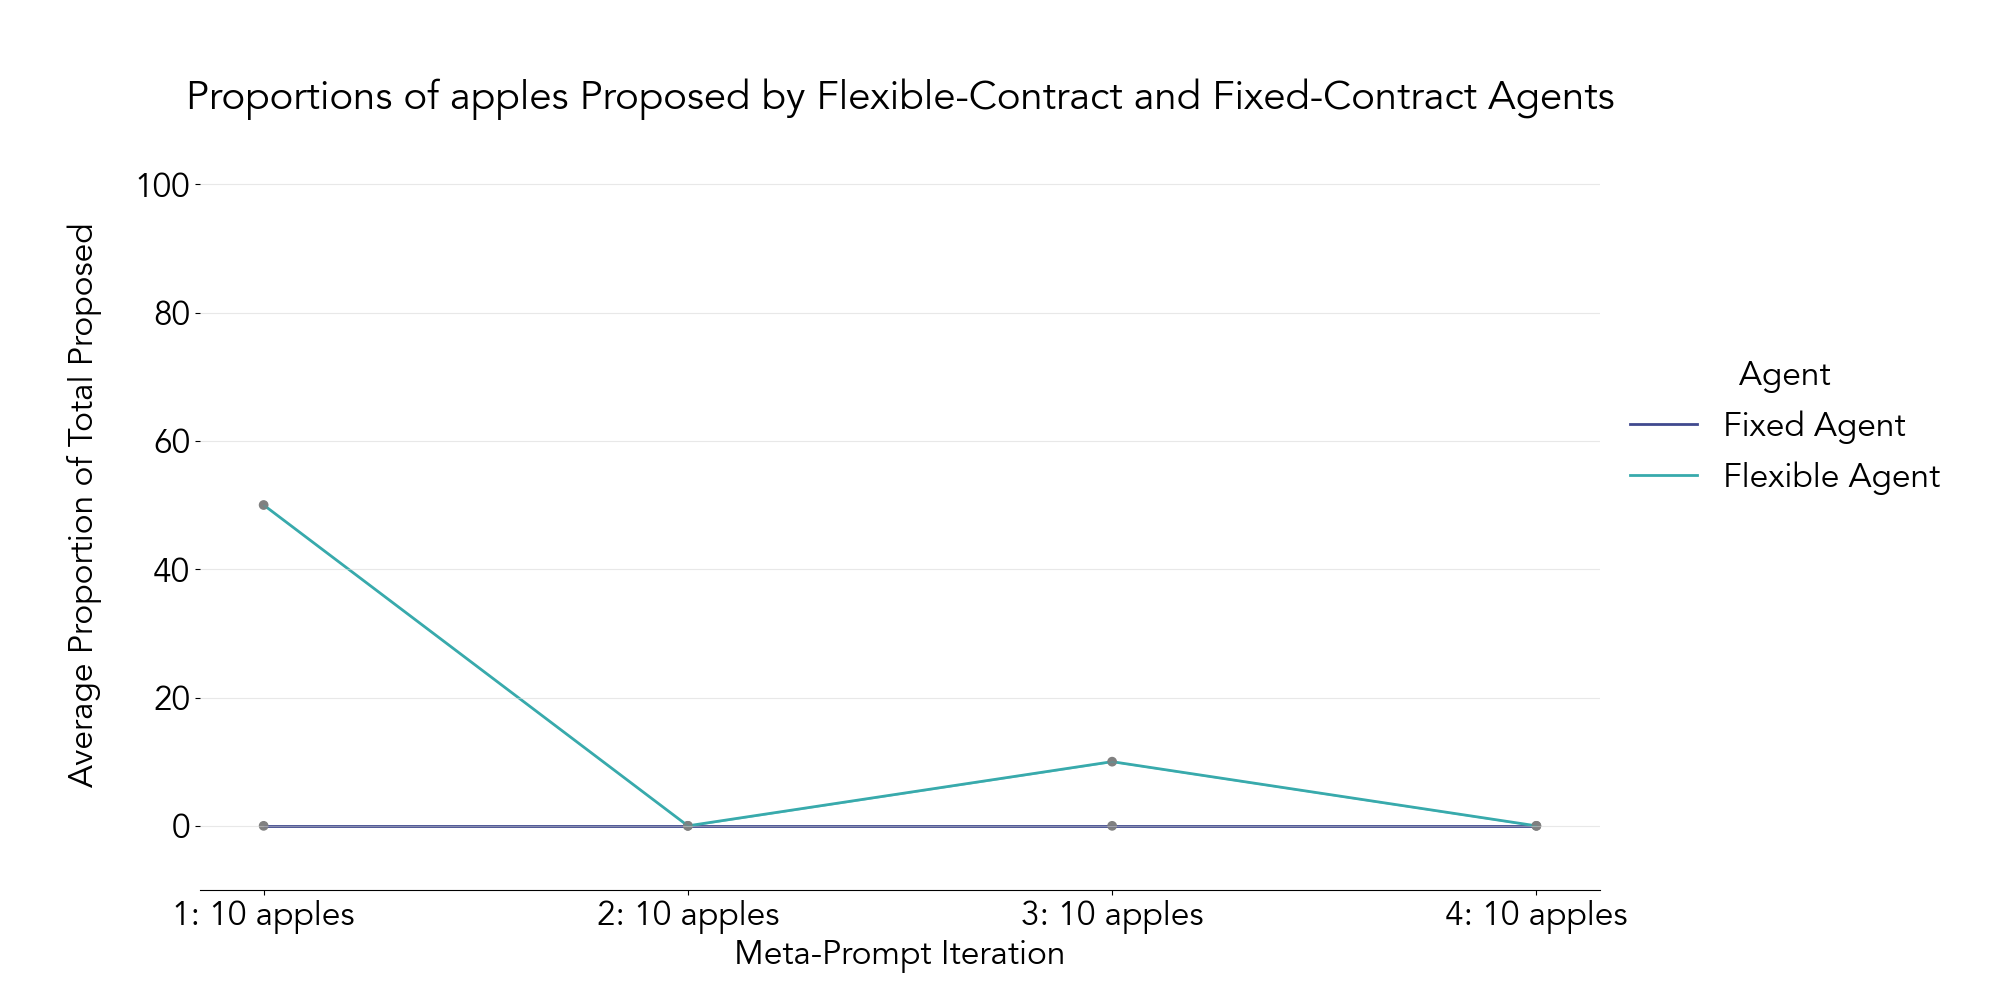 Proportions of apples Proposed by Flexible-Contract and Fixed-Contract Agents
Average Proportion of Total Proposed
100
80
60
40
20
0
1: 10 apples
2: 10 apples
3: 10 apples
4: 10 apples
Meta-Prompt Iteration
Agent
Fixed Agent
Flexible Agent